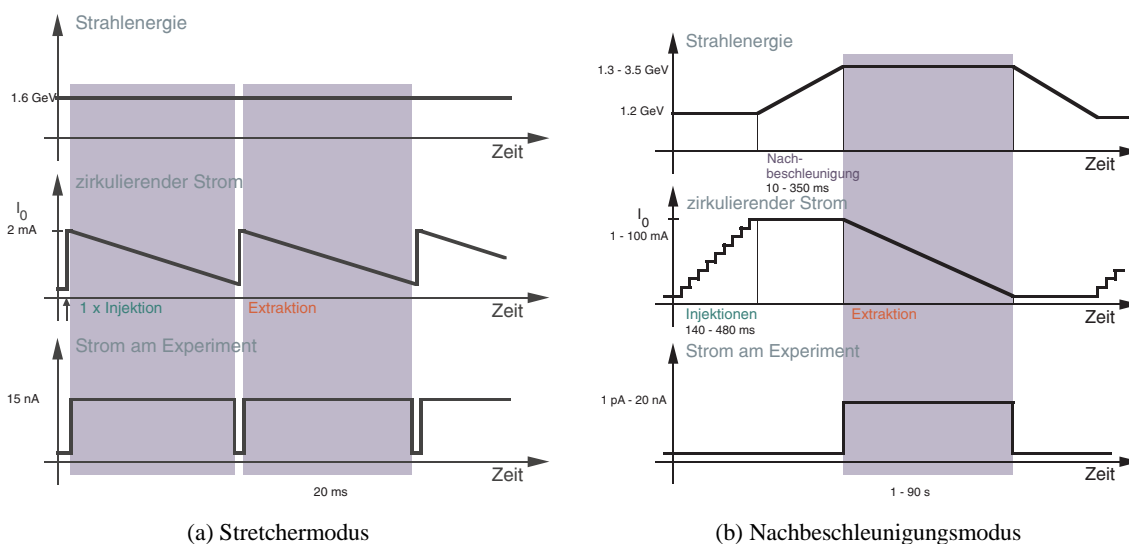 Strahlenergie
1.6 GeV
Zeit
zirkulierender Strom
I0
2 mA
1 x Injektion
Extraktion
Zeit
Strom am Experiment
15 nA
Zeit
20 ms
(a) Stretchermodus
Strahlenergie
1.3 - 3.5 GeV
1.2 GeV
Zeit
Nach-
beschleunigung
10 - 350 ms
zirkulierender Strom
I0
1 - 100 mA
Injektionen
140 - 480 ms
Extraktion
Zeit
Strom am Experiment
1 pA - 20 nA
Zeit
1 - 90 s
(b) Nachbeschleunigungsmodus